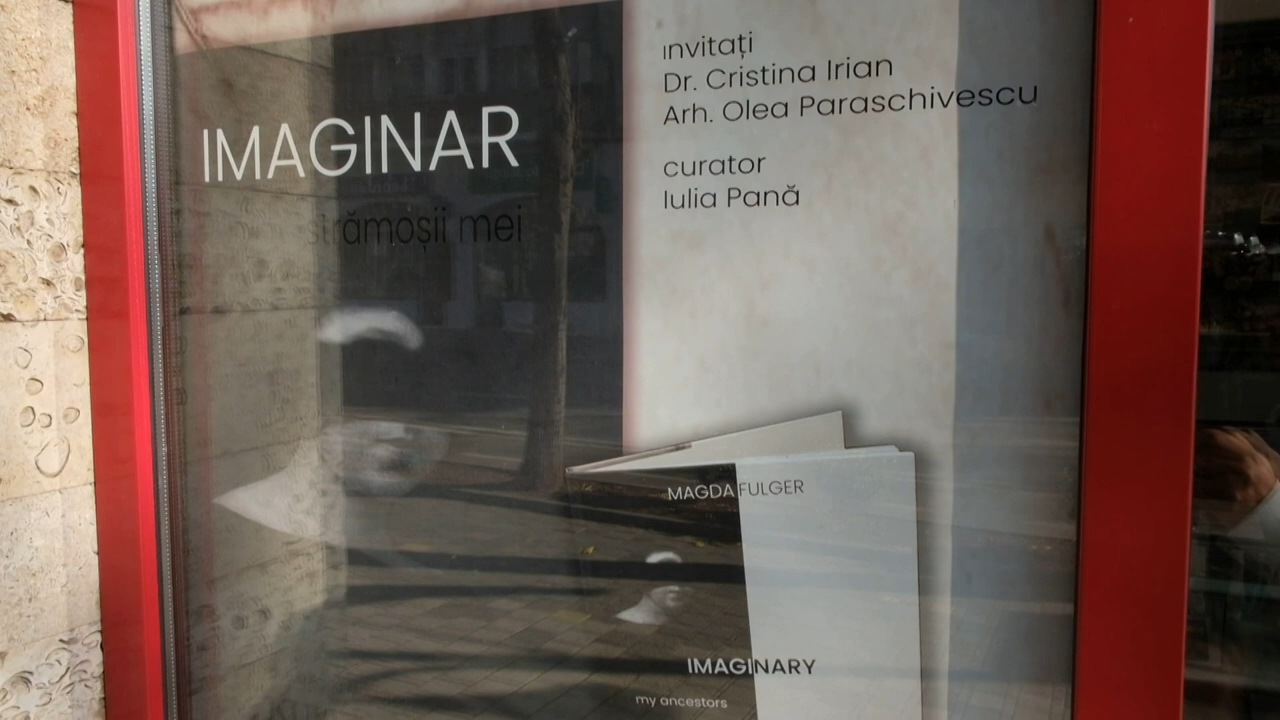 IMAGINAR
strămoșii mei
invitați
Dr. Cristina Irian
Arh. Olea Paraschivescu
curator
Iulia Pană
MAGDA FULGER
IMAGINARY
my ancestors